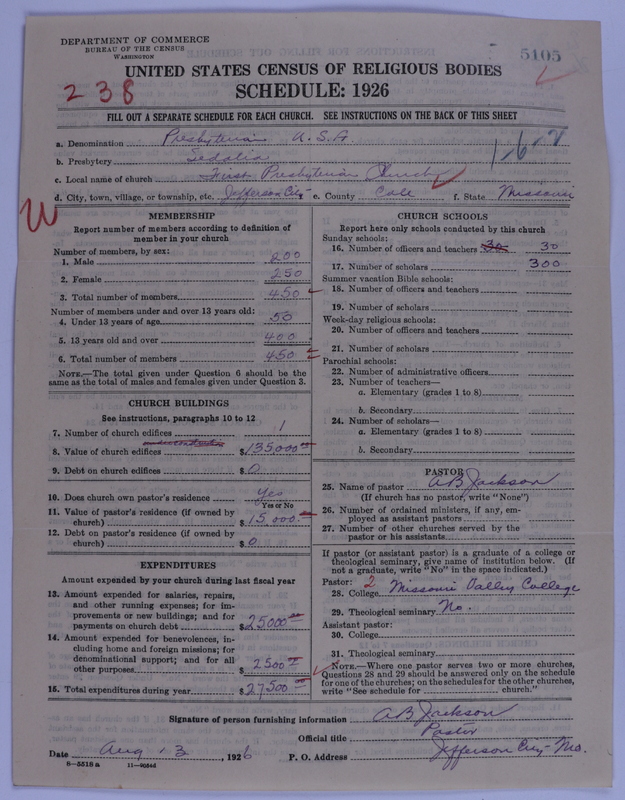 DEPARTMENT OF COMMERCE
BUREAU OF THE CENSUS
WASHINGTON
5105
UNITED STATES CENSUS OF RELIGIOUS BODIES
238
SCHEDULE: 1926
FILL OUT A SEPARATE SCHEDULE FOR EACH CHURCH. SEE INSTRUCTIONS ON THE BACK OF THIS SHEET
a. Denomination Presbyterian U.S.A.
1-6-2
b. Presbytery Sedalia
c. Local name of church First Presbyterian Church
d. City, town, village, or township, etc. Jefferson City e. County Cole f. State Missouri
W
MEMBERSHIP
Report number of members according to definition of
member in your church
Number of members, by sex:
1. Male 200
2. Female 250
3. Total number of members 450
Number of members under and over 13 years old:
4. Under 13 years of age 50
5. 13 years old and over 400
6. Total number of members 450
NOTE.—The total given under Question 6 should be
same as the total of males and females given under Question 3.
CHURCH BUILDINGS
See instructions, paragraphs 10 to 12
7. Number of church edifices 1
8. Value of church edifices $135,000
9. Debt on church edifices $0
10. Does church own pastor's residence Yes
Yes or No
11. Value of pastor's residence (if owned by
church) $15,000.
12. Debt on pastor's residence (if owned by
church) $0
EXPENDITURES
Amount expended by your church during last fiscal year
13. Amount expended for salaries, repairs,
and other running expenses; for im-
provements or new buildings; and for
payments on church debt $25000
14. Amount expended for benevolences, in-
cluding home and foreign missions; for
denominational support; and for all
other purposes $2500
15. Total expenditures during year $27500
CHURCH SCHOOLS
Report here only schools conducted by this church
Sunday schools:
16. Number of officers and teachers 30 30
17. Number of scholars 300
Summer vacation Bible schools:
18. Number of officers and teachers
19. Number of scholars
Week-day religious schools:
20. Number of officers and teachers
21. Number of scholars
Parochial schools:
22. Number of administrative officers
23. Number of teachers—
a. Elementary (grades 1 to 8)
b. Secondary
24. Number of scholars—
a. Elementary (grades 1 to 8)
b. Secondary
PASTOR
25. Name of pastor A B Jackson
(If church has no pastor, write "None")
26. Number of ordained ministers, if any, em-
ployed as assistant pastors
27. Number of other churches served by the
pastor or his assistants
If pastor (or assistant pastor) is a graduate of a college or
theological seminary, give name of institution below. (If
not a graduate, write "No" in the space indicated.)
Pastor: 2
28. College Missouri Valley College
29. Theological seminary No.
Assistant pastor:
30. College
31. Theological seminary
NOTE.—Where one pastor serves two or more churches,
Questions 28 and 29 should be answered only on the schedule
for one of the churches; on the schedules for the other churches,
write "See schedule for church."
Signature of person furnishing information A B Jackson
Official title Pastor
Date Aug 13, 1926 P. O. Address Jefferson City Mo.
8—5518 a